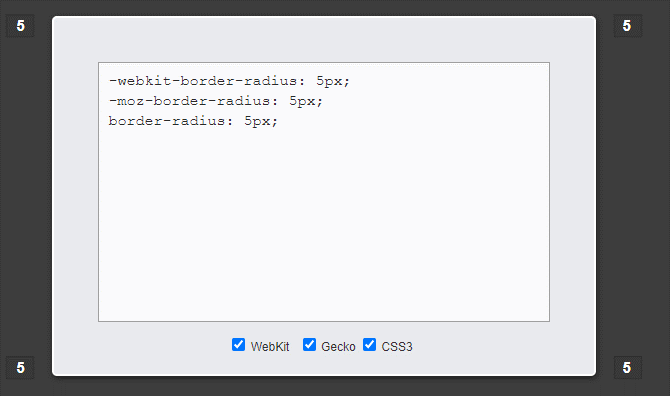 5 5
-webkit-border-radius: 5px;
-moz-border-radius: 5px;
border-radius: 5px;
WebKit Gecko CSS3
5 5